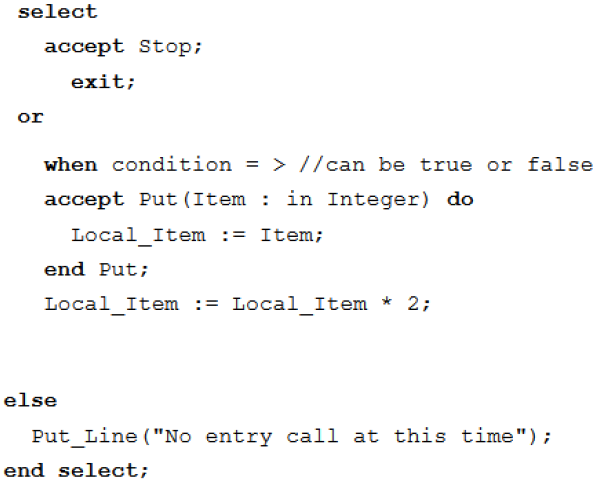 select
accept Stop;
exit;
or
when condition = > //can be true or false
accept Put(Item : in Integer) do
Local_Item := Item;
end Put;
Local_Item := Local_Item * 2;
else
Put_Line("No entry call at this time");
end select;